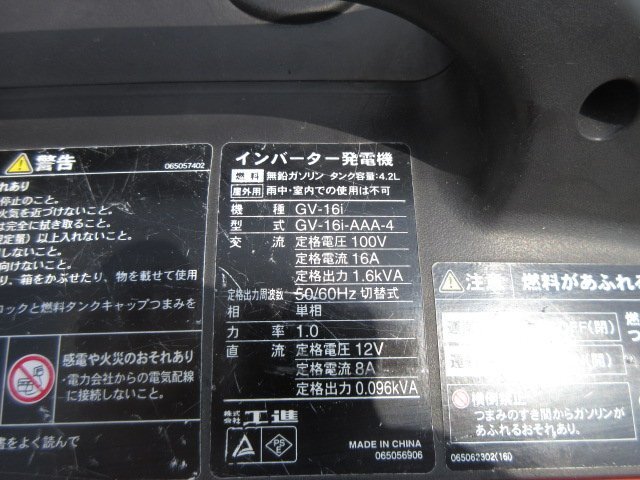 警告
065057402
れあり
停止のこと。
火気を近づけないこと。
は完全に拭き取ること。
定量）以上入れないこと。
しないこと。
向けないこと。
り、箱をかぶせたり、物を載せて使用
ロックと燃料タンクキャップつまみを
感電や火災のおそれあり
・電力会社からの電気配線
に接続しないこと。
書をよく読んで
インバーター発電機
燃料 無鉛ガソリン タンク容量:4.2L
屋外用 雨中・室内での使用は不可
機種 GV-16i
型式 GV-16i-AAA-4
交流 定格電圧 100V
定格電流 16A
定格出力 1.6kVA
定格出力周波数 50/60Hz 切替式
相 単相
力率 1.0
直流 定格電圧 12V
定格電流 8A
定格出力 0.096kVA
株式会社 工進
PS
E
MADE IN CHINA
065056906
注意 燃料があふれる
FF(閉)
(閉)
横倒禁止
つまみのすき間からガソリンが
あふれるおそれあり。
065062302(16)